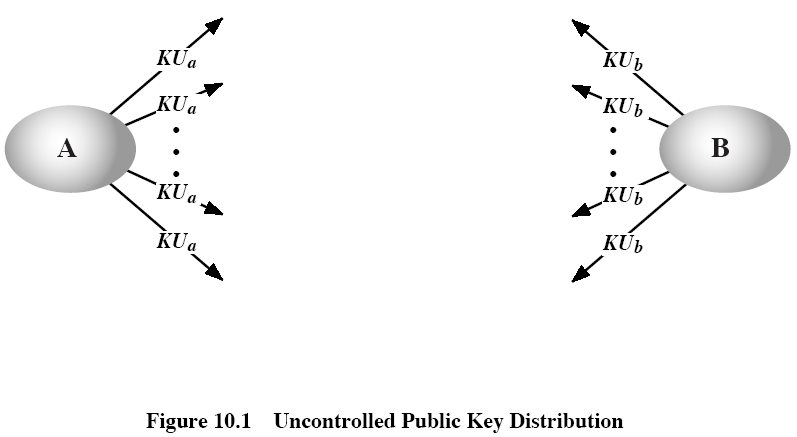 KUa
KUa
A
KUa
KUa
KUb
KUb
B
KUb
KUb
Figure 10.1 Uncontrolled Public Key Distribution